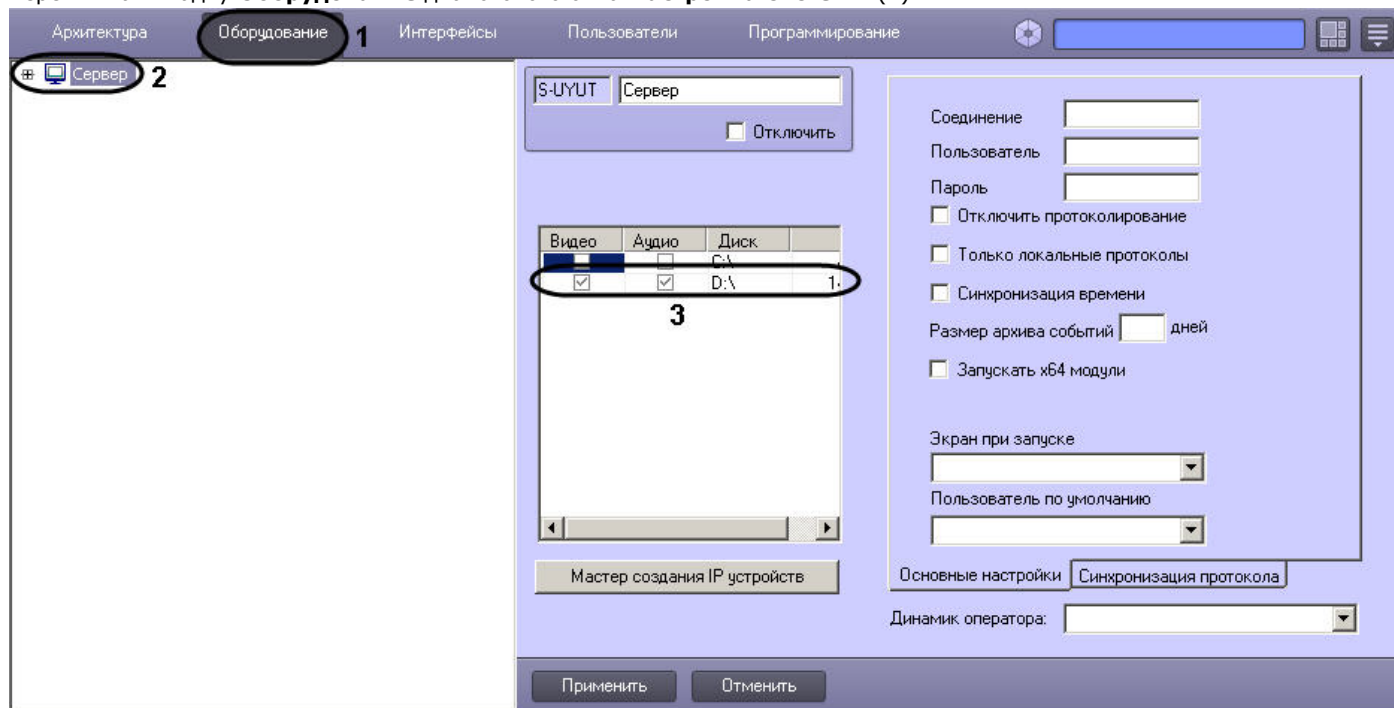 Оборудование
Архитектура Оборудование 1 Интерфейсы Пользователи Программирование
Сервер 2
S-UYUT Сервер
Отключить
Соединение
Пользователь
Пароль
Отключить протоколирование
Только локальные протоколы
Синхронизация времени
Размер архива событий дней
Запускать x64 модули
Видео Аудио Диск
C:\
D:\ 1
3
Экран при запуске
Пользователь по умолчанию
Мастер создания IP устройств
Основные настройки Синхронизация протокола
Динамик оператора:
Применить Отменить